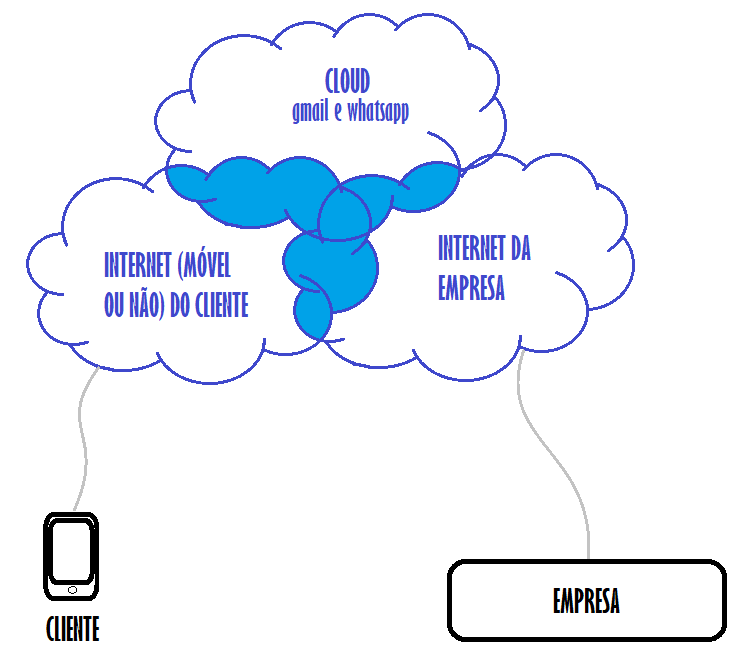 CLOUD
gmail e whatsapp
INTERNET (MÓVEL
OU NÃO) DO CLIENTE
INTERNET DA
EMPRESA
CLIENTE
EMPRESA